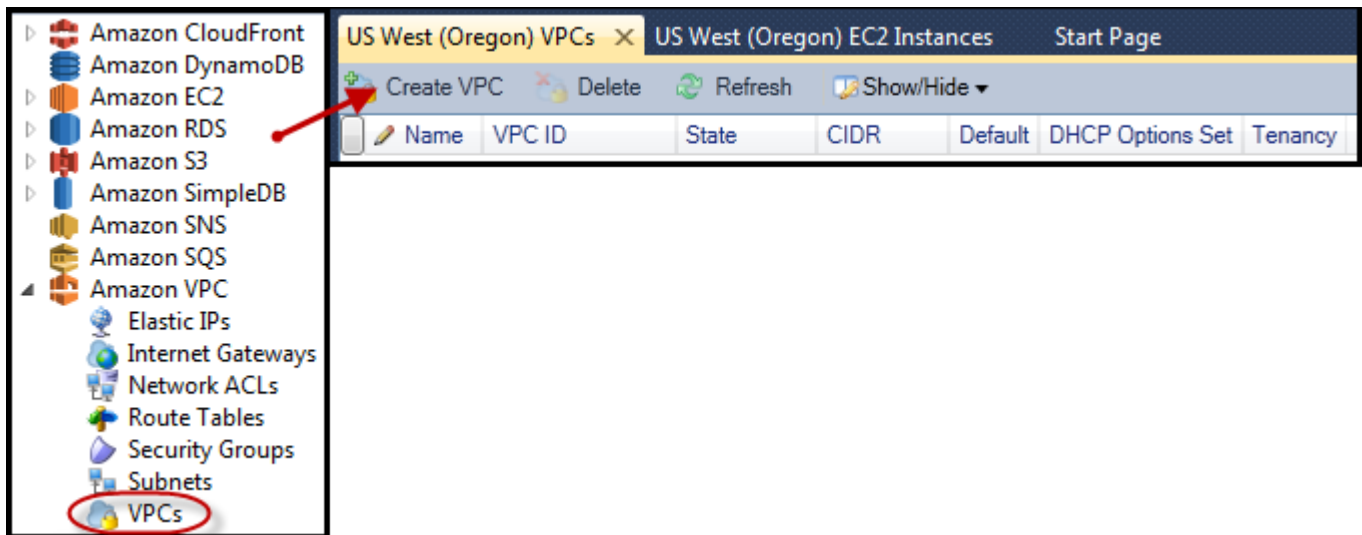 Amazon CloudFront
Amazon DynamoDB
Amazon EC2
Amazon RDS
Amazon S3
Amazon SimpleDB
Amazon SNS
Amazon SQS
Amazon VPC
Elastic IPs
Internet Gateways
Network ACLs
Route Tables
Security Groups
Subnets
VPCs
US West (Oregon) VPCs US West (Oregon) EC2 Instances Start Page
Create VPC Delete Refresh Show/Hide
Name VPC ID State CIDR Default DHCP Options Set Tenancy